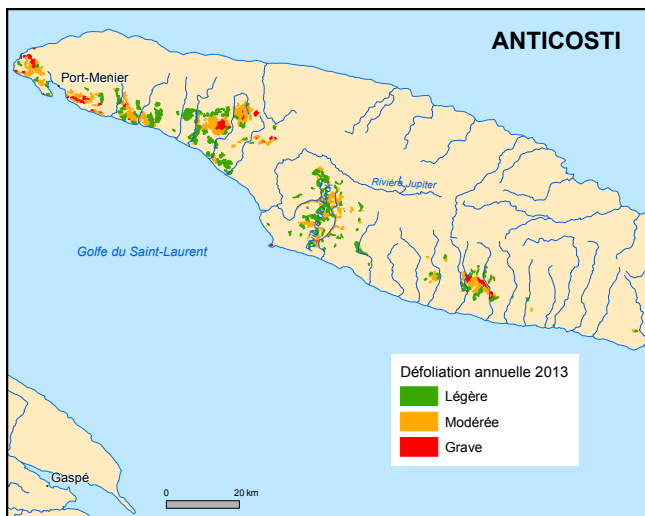 ANTICOSTI
Port-Menier
Rivière Jupiter
Golfe du Saint-Laurent
Défoliation annuelle 2013
Légère
Modérée
Grave
Gaspé
0 20 km